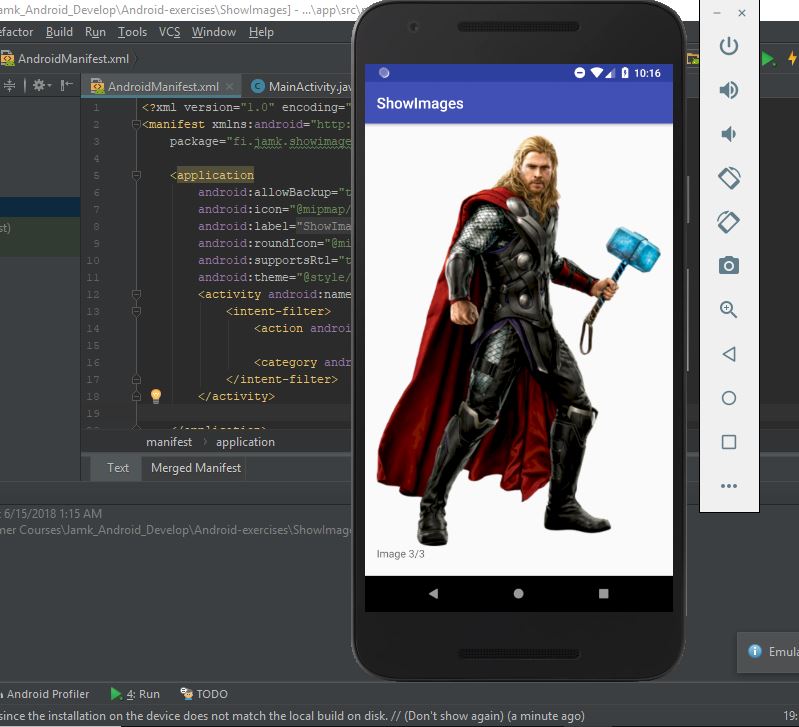 amk_Android_Develop\Android-exercises\ShowImages] - ...\app\src\
efactor Build Run Tools VCS Window Help
AndroidManifest.xml
AndroidManifest.xml MainActivity.jav
1 <?xml version="1.0" encoding="
2 <manifest xmlns:android="http:
3 package="fi.jamk.showimage
4
5 <application
6 android:allowBackup="t
7 android:icon="@mipmap/
8 android:label="ShowIma
9 android:roundIcon="@mi
10 android:supportsRtl="t
11 android:theme="@style/
12 <activity android:name
13 <intent-filter>
14 <action androi
15
16 <category andr
17 </intent-filter>
18 </activity>
19
manifest application
Text Merged Manifest
st)
6/15/2018 1:15 AM
mer Courses\Jamk_Android_Develop\Android-exercises\ShowImag
10:16
ShowImages
Image 3/3
Emula
Android Profiler 4: Run TODO
since the installation on the device does not match the local build on disk. // (Don't show again) (a minute ago) 19: